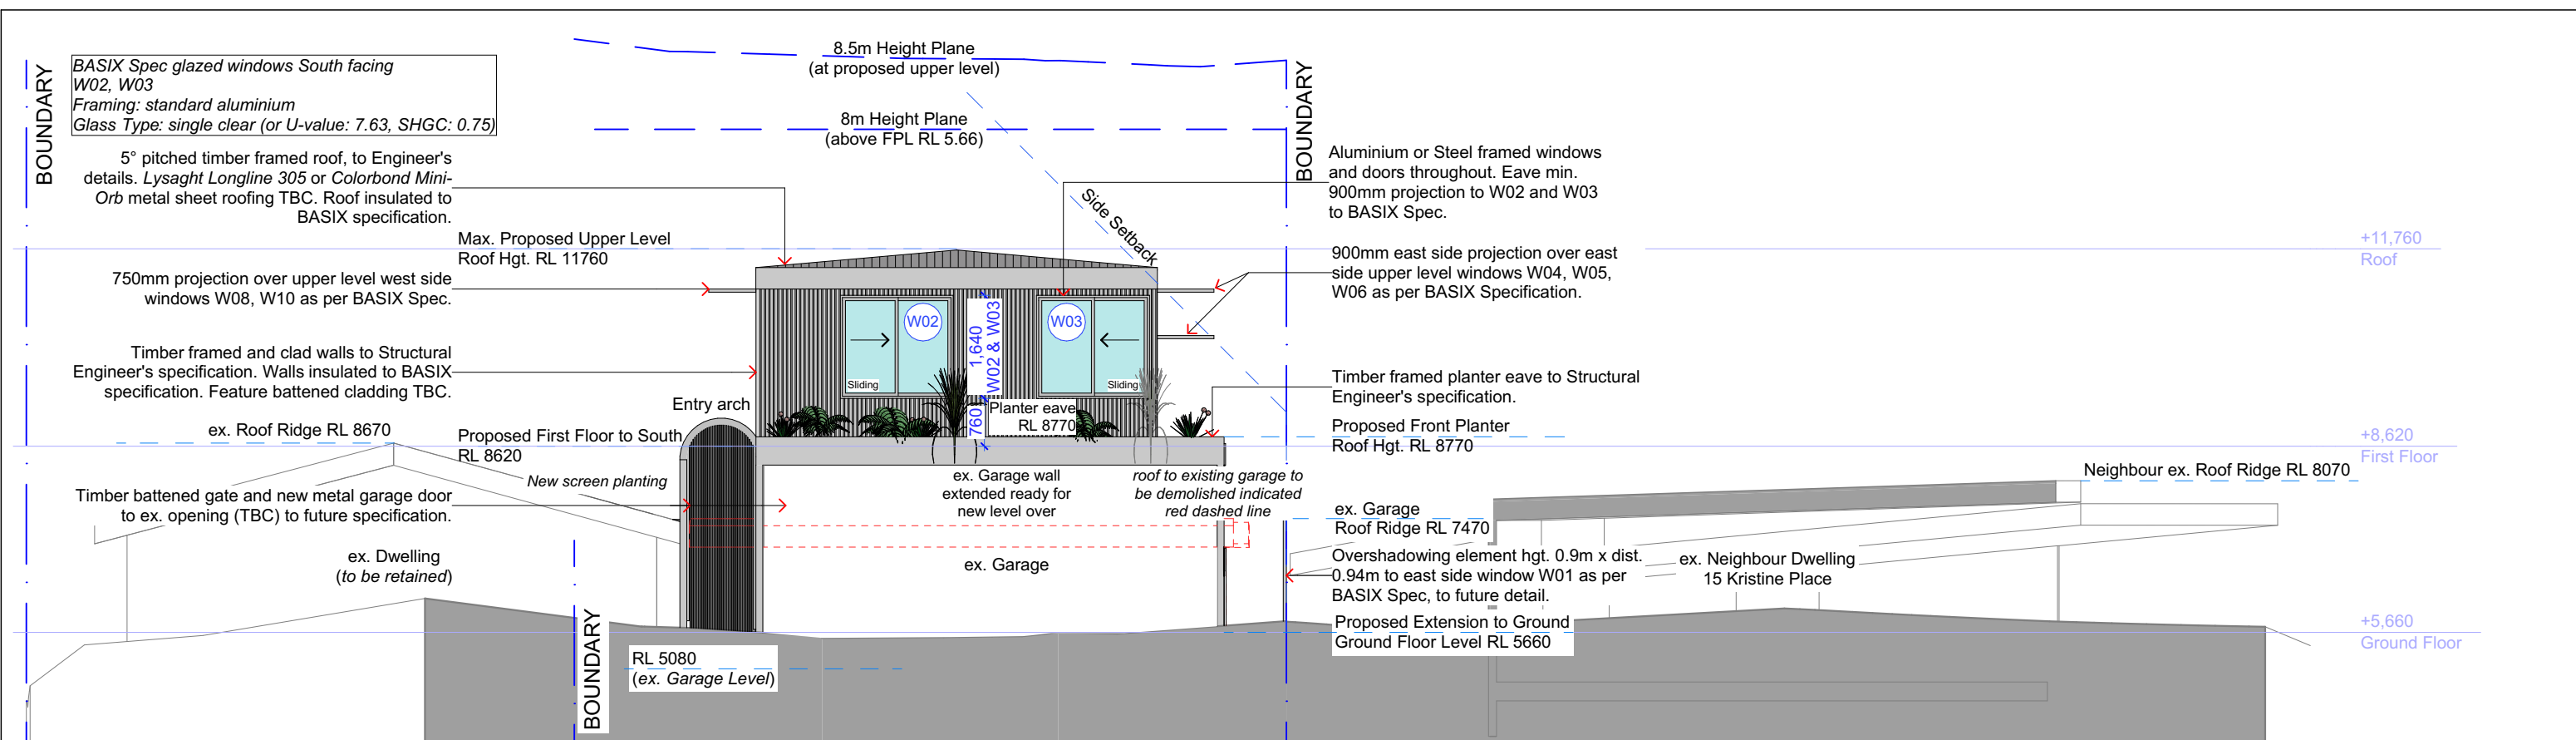 BOUNDARY
BASIX Spec glazed windows South facing
W02, W03
Framing: standard aluminium
Glass Type: single clear (or U-value: 7.63, SHGC: 0.75)
8.5m Height Plane
(at proposed upper level)
8m Height Plane
(above FPL RL 5.66)
BOUNDARY
5° pitched timber framed roof, to Engineer's
details. Lysaght Longline 305 or Colorbond Mini-
Orb metal sheet roofing TBC. Roof insulated to
BASIX specification.
Aluminium or Steel framed windows
and doors throughout. Eave min.
900mm projection to W02 and W03
to BASIX Spec.
Side Setback
Max. Proposed Upper Level
Roof Hgt. RL 11760
+11,760
Roof
750mm projection over upper level west side
windows W08, W10 as per BASIX Spec.
900mm east side projection over east
side upper level windows W04, W05,
W06 as per BASIX Specification.
W02
W03
1,640
W02 & W03
Sliding
Sliding
Timber framed and clad walls to Structural
Engineer's specification. Walls insulated to BASIX
specification. Feature battened cladding TBC.
Timber framed planter eave to Structural
Engineer's specification.
Entry arch
760
Planter eave
RL 8770
ex. Roof Ridge RL 8670
Proposed First Floor to South
RL 8620
Proposed Front Planter
Roof Hgt. RL 8770
+8,620
First Floor
New screen planting
ex. Garage wall
extended ready for
new level over
roof to existing garage to
be demolished indicated
red dashed line
Neighbour ex. Roof Ridge RL 8070
Timber battened gate and new metal garage door
to ex. opening (TBC) to future specification.
ex. Garage
Roof Ridge RL 7470
ex. Dwelling
(to be retained)
ex. Garage
Overshadowing element hgt. 0.9m x dist.
0.94m to east side window W01 as per
BASIX Spec, to future detail.
ex. Neighbour Dwelling
15 Kristine Place
Proposed Extension to Ground
Ground Floor Level RL 5660
+5,660
Ground Floor
BOUNDARY
RL 5080
(ex. Garage Level)